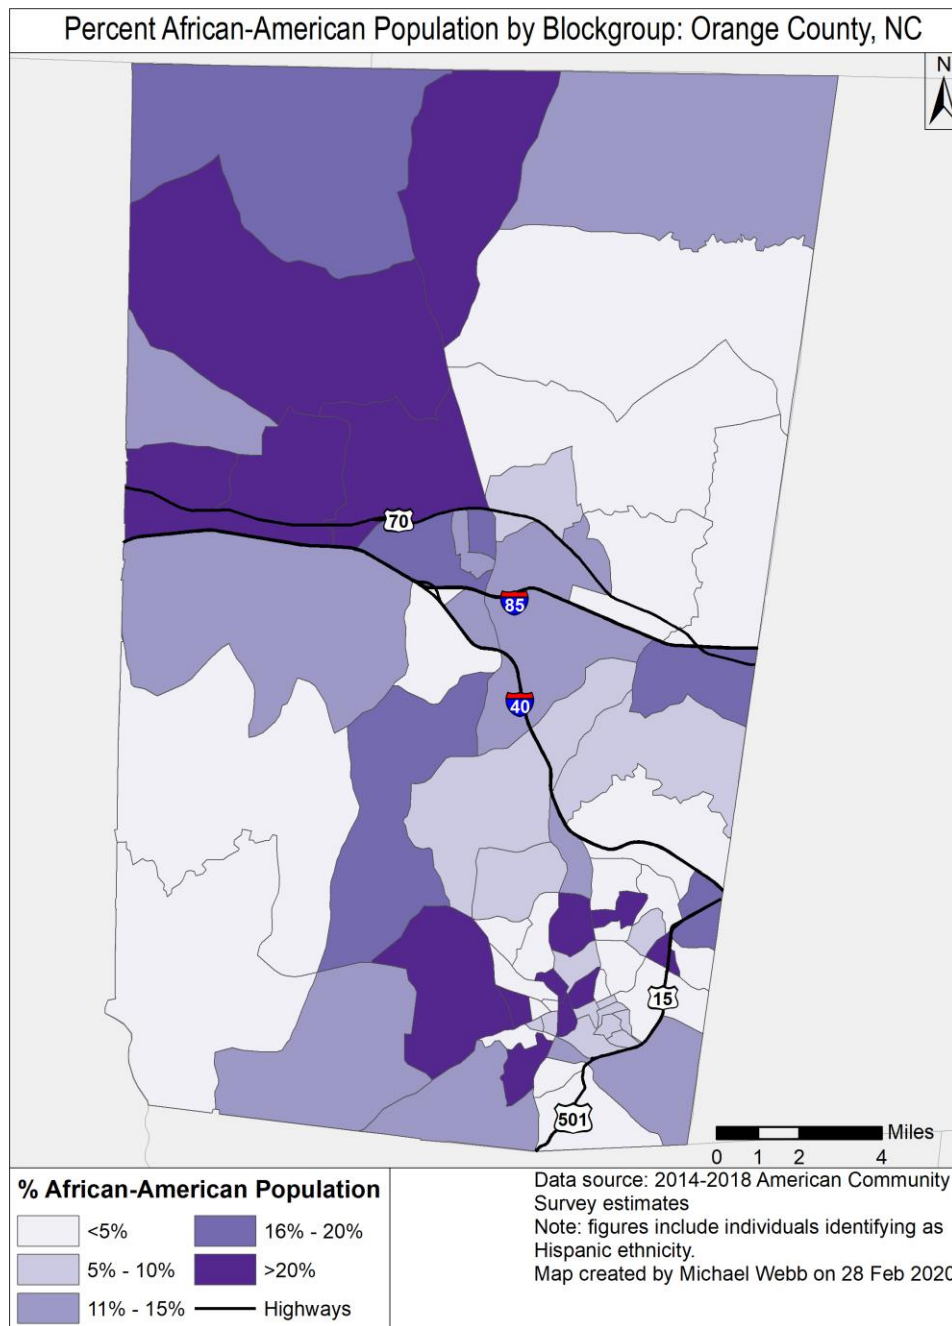 Percent African-American Population by Blockgroup: Orange County, NC
N
70
85
40
15
501
Miles
0 1 2 4
% African-American Population
<5%
16% - 20%
5% - 10%
>20%
11% - 15%
Highways
Data source: 2014-2018 American Community
Survey estimates
Note: figures include individuals identifying as
Hispanic ethnicity.
Map created by Michael Webb on 28 Feb 2020